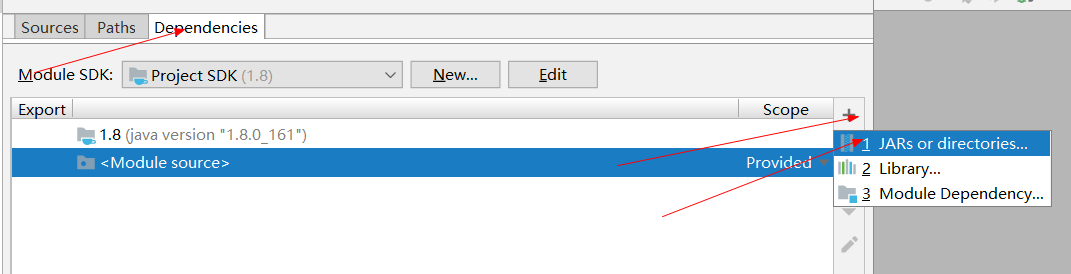 Sources Paths Dependencies
Module SDK: Project SDK (1.8) New... Edit
Export Scope
1.8 (java version "1.8.0_161")
<Module source> Provided
1 JARs or directories...
2 Library...
3 Module Dependency...